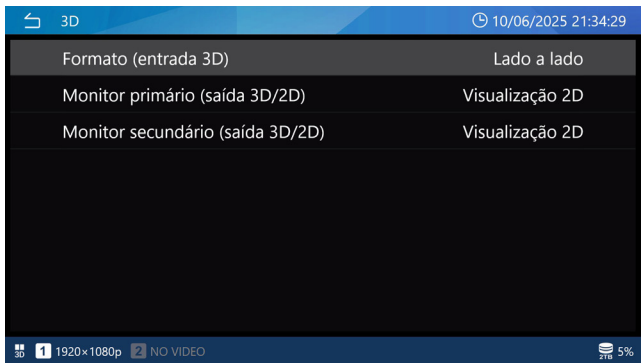 3D 10/06/2025 21:34:29
Formato (entrada 3D) Lado a lado
Monitor primário (saída 3D/2D) Visualização 2D
Monitor secundário (saída 3D/2D) Visualização 2D
3D 1 1920×1080p 2 NO VIDEO 2TB 5%